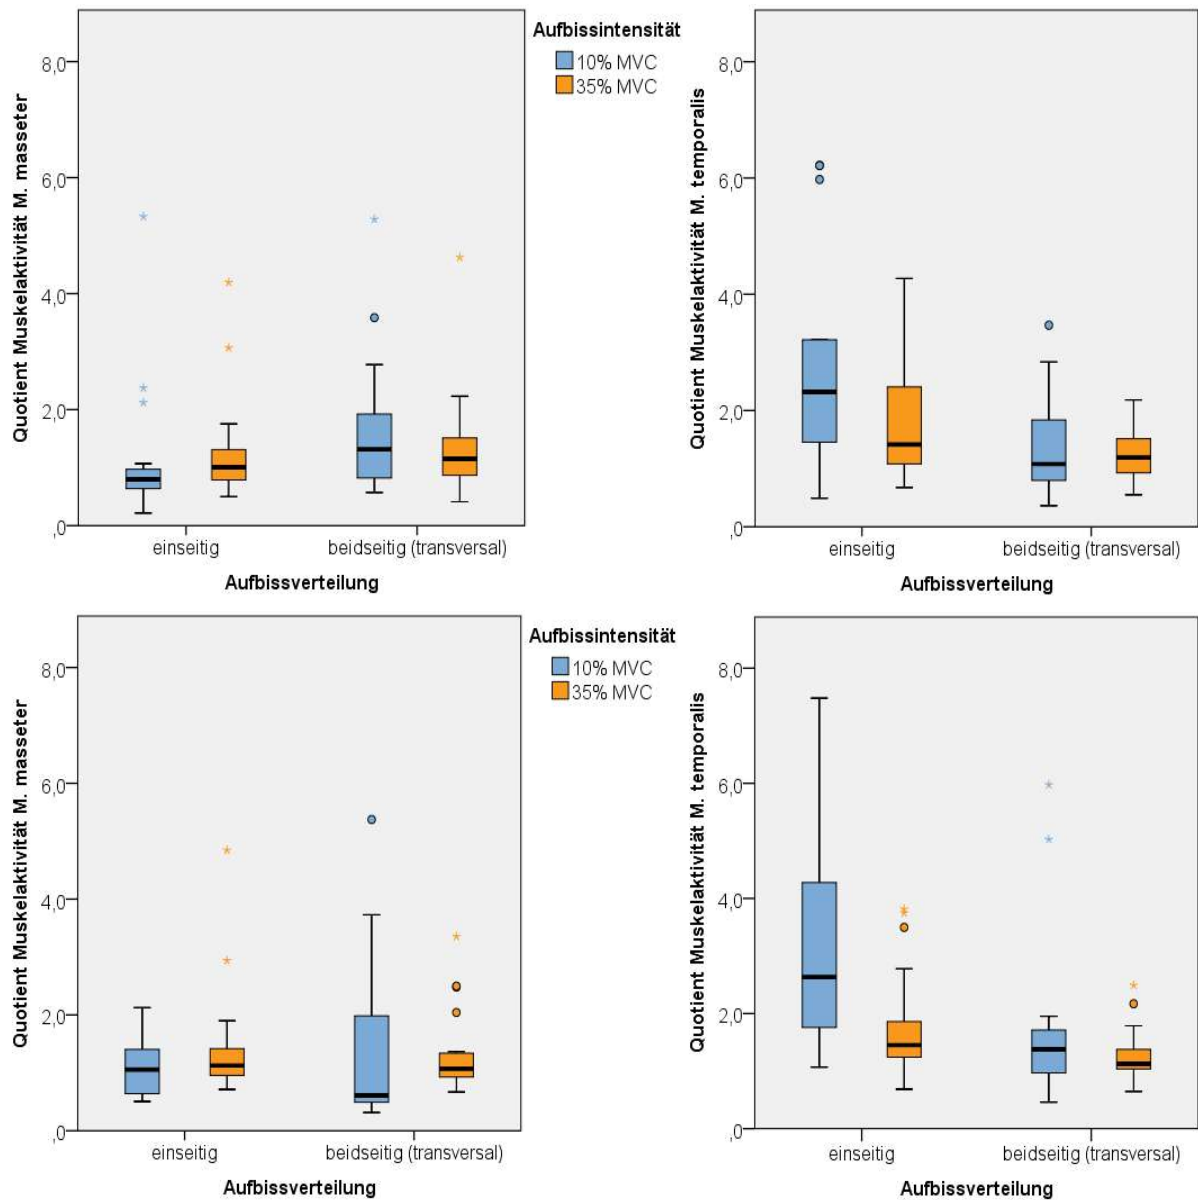 Quotient Muskelaktivität M. masseter
8,0
6,0
4,0
2,0
,0
einseitig
beidseitig (transversal)
Aufbissverteilung
Aufbissintensität
10% MVC
35% MVC
Quotient Muskelaktivität M. temporalis
8,0
6,0
4,0
2,0
,0
einseitig
beidseitig (transversal)
Aufbissverteilung
Quotient Muskelaktivität M. masseter
8,0
6,0
4,0
2,0
,0
einseitig
beidseitig (transversal)
Aufbissverteilung
Aufbissintensität
10% MVC
35% MVC
Quotient Muskelaktivität M. temporalis
8,0
6,0
4,0
2,0
,0
einseitig
beidseitig (transversal)
Aufbissverteilung